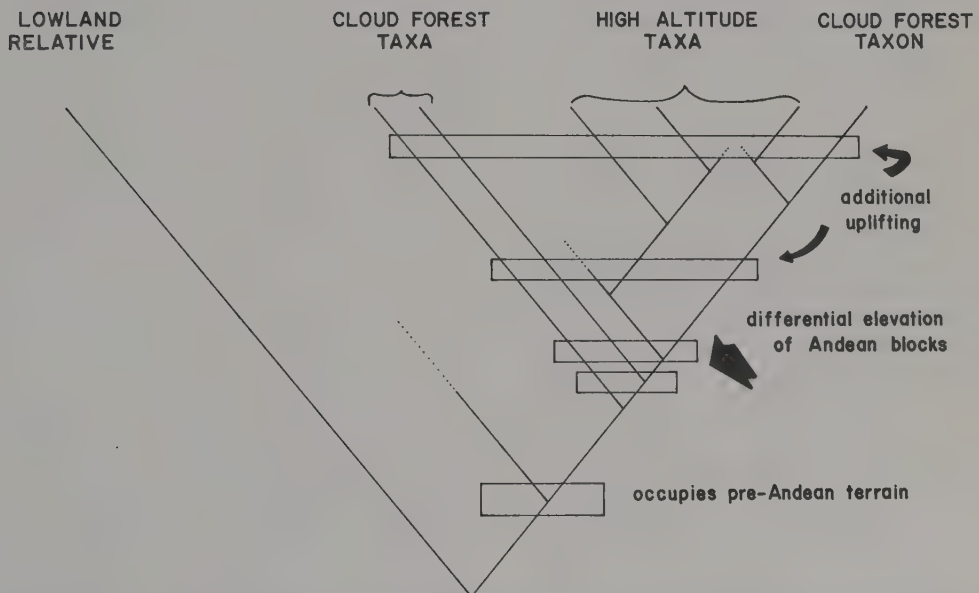 LOWLAND
RELATIVE
CLOUD FOREST
TAXA
HIGH ALTITUDE
TAXA
CLOUD FOREST
TAXON
additional
uplifting
differential elevation
of Andean blocks
occupies pre-Andean terrain